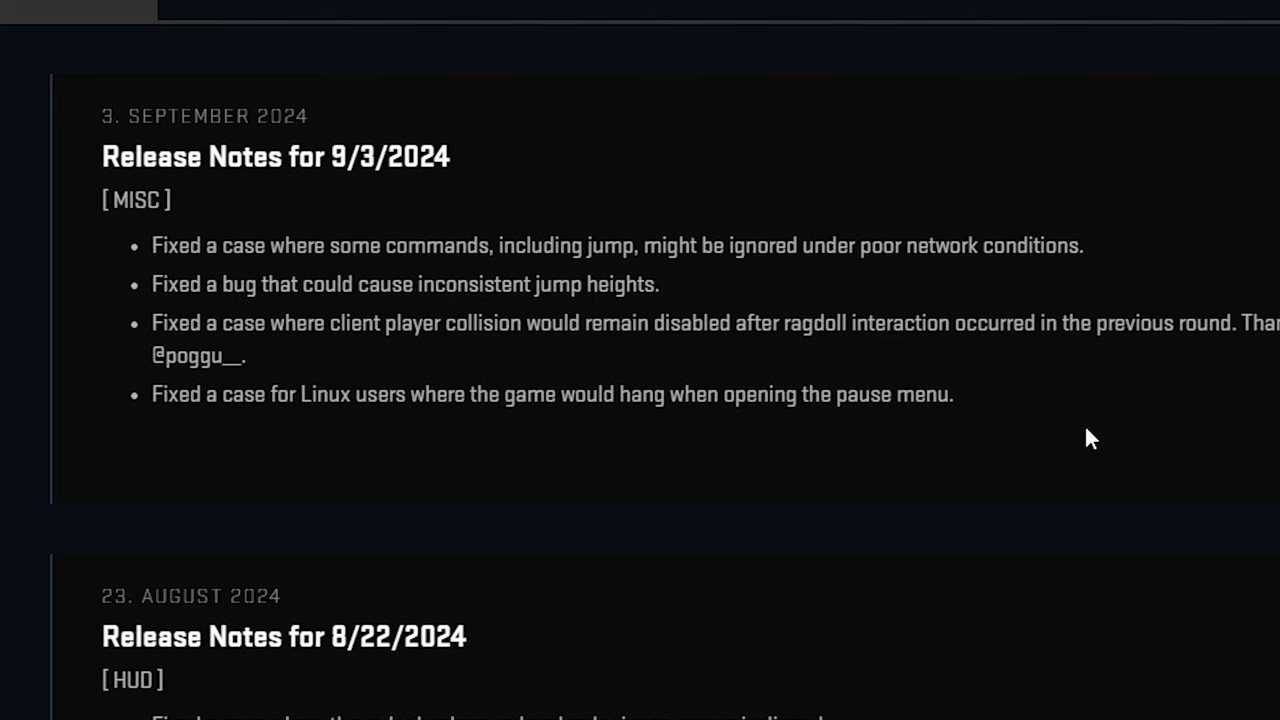 3. SEPTEMBER 2024
Release Notes for 9/3/2024
[ MISC ]
• Fixed a case where some commands, including jump, might be ignored under poor network conditions.
• Fixed a bug that could cause inconsistent jump heights.
• Fixed a case where client player collision would remain disabled after ragdoll interaction occurred in the previous round.
@poggu__.
• Fixed a case for Linux users where the game would hang when opening the pause menu.
23. AUGUST 2024
Release Notes for 8/22/2024
[ HUD ]